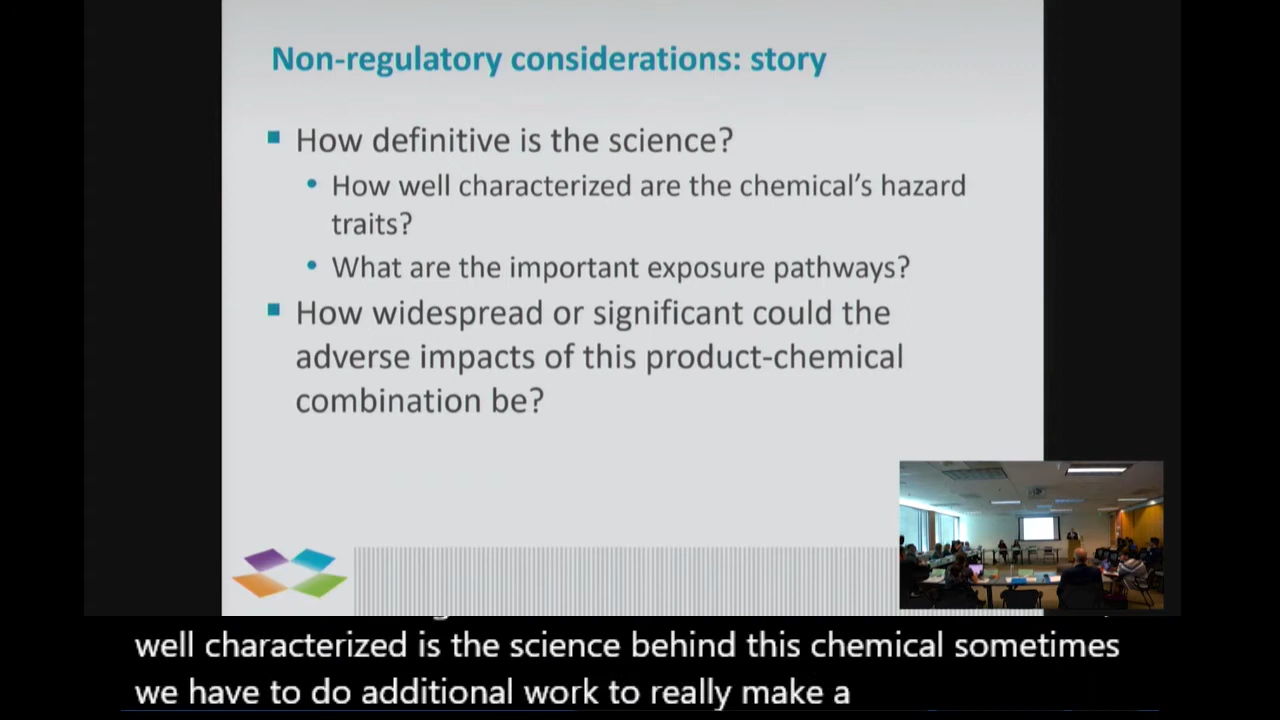 Non-regulatory considerations: story
How definitive is the science?
How well characterized are the chemical's hazard
traits?
What are the important exposure pathways?
How widespread or significant could the
adverse impacts of this product-chemical
combination be?
well characterized is the science behind this chemical sometimes
we have to do additional work to really make a